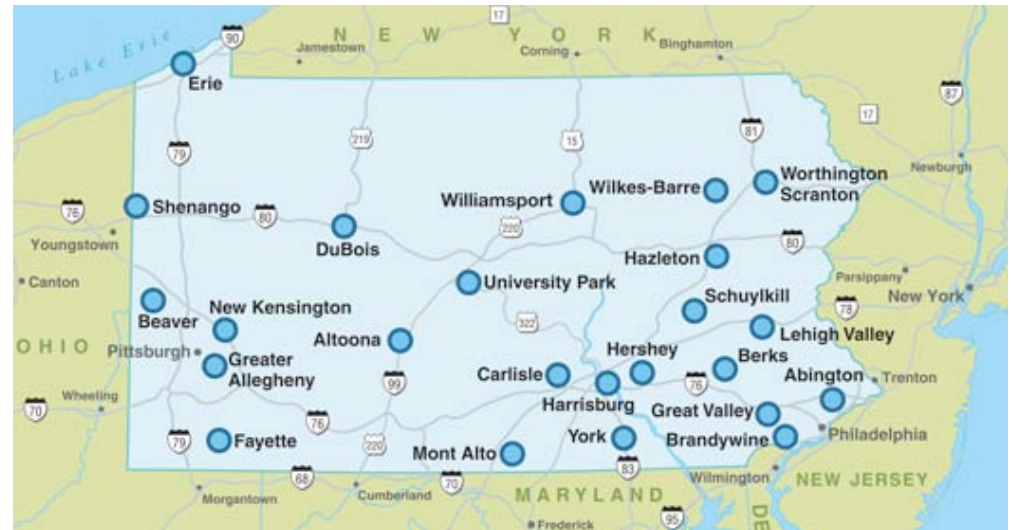 NEW YORK
17
90
Lake Erie
Jamestown
Corning
Binghamton
Erie
87
17
219
15
81
79
Newburgh
Worthington
Scranton
Wilkes-Barre
Williamsport
76
Shenango
80
220
Youngstown
DuBois
80
Hazleton
Parsippany
Canton
University Park
New York
Schuylkill
78
Beaver
New Kensington
322
Lehigh Valley
OHIO
Pittsburgh
Altoona
Hershey
Berks
Greater
Allegheny
Carlisle
99
76
Abington
Trenton
Wheeling
70
Harrisburg
Great Valley
76
79
Fayette
220
York
Brandywine
Philadelphia
Mont Alto
68
70
83
Wilmington
NEW JERSEY
Morgantown
Cumberland
MARYLAND
DE
95
Frederick